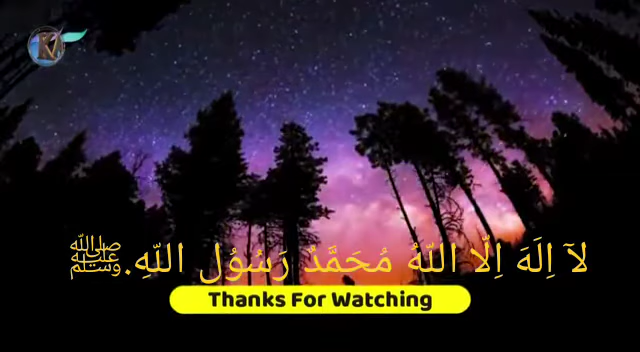 لآ اِلَهَ اِلّا اللّهُ مُحَمَّدٌ رَسُوُل اللّهِ.ﷺ
Thanks For Watching